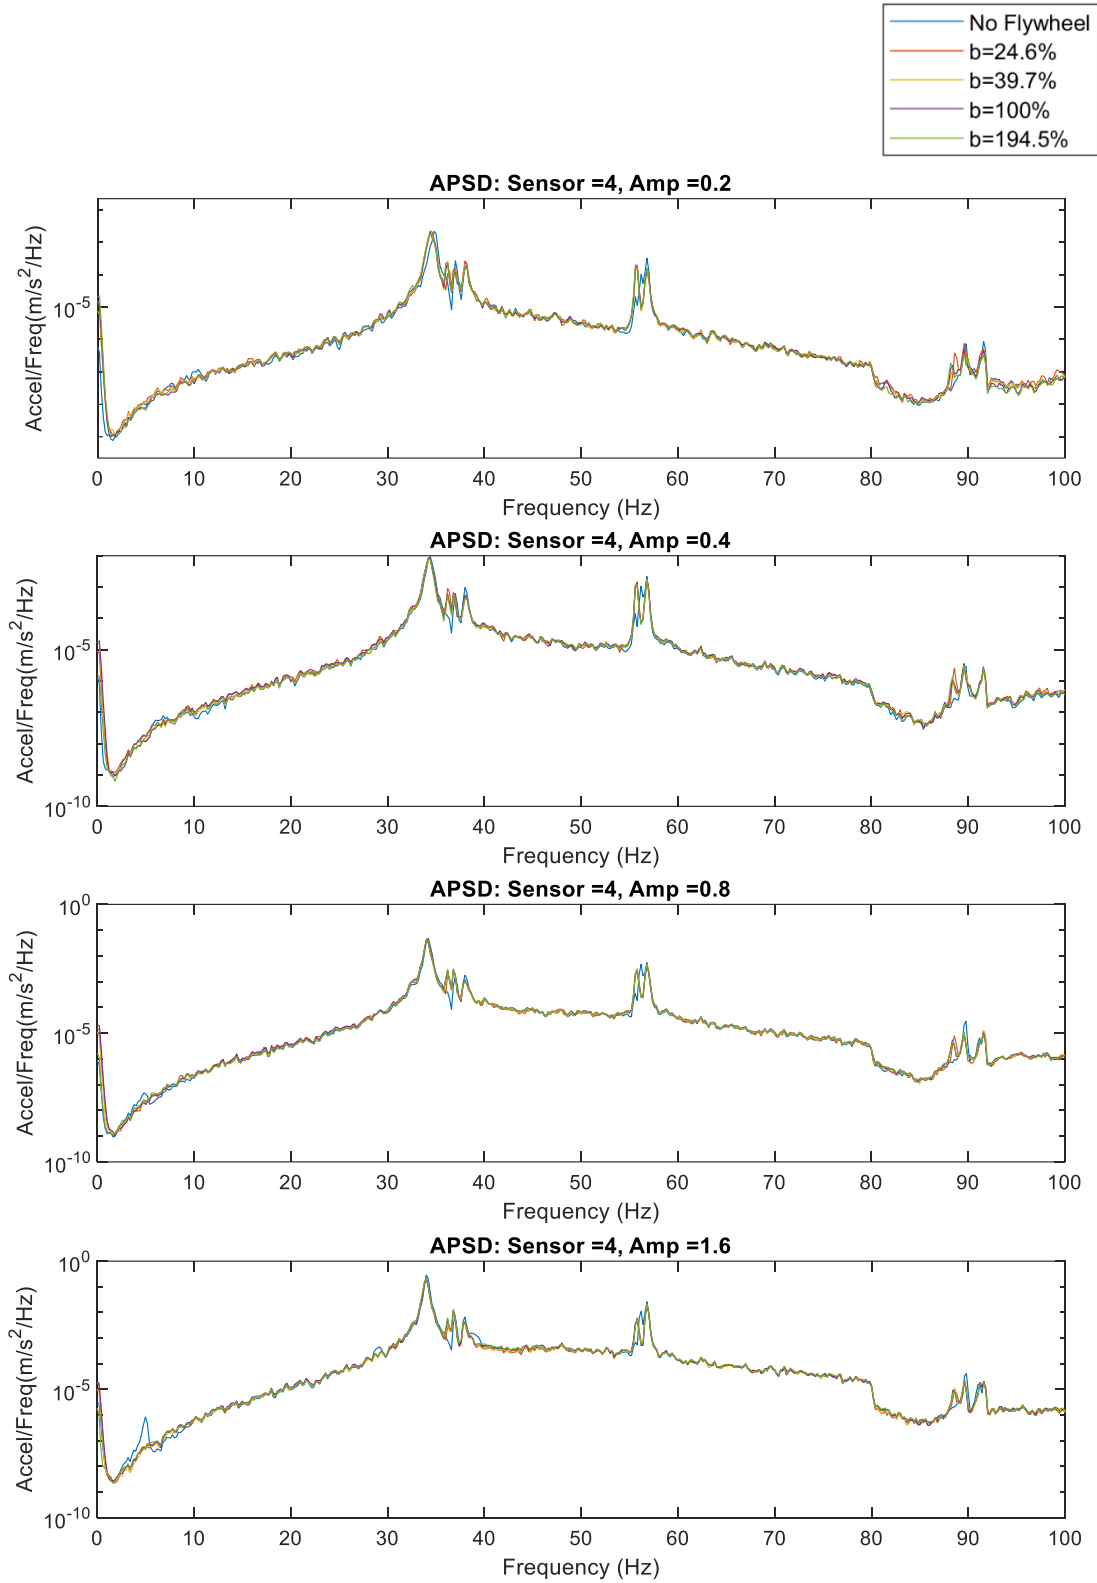 No Flywheel
b=24.6%
b=39.7%
b=100%
b=194.5%
APSD: Sensor =4, Amp =0.2
Accel/Freq(m/s^2/Hz)
10^-5
0 10 20 30 40 50 60 70 80 90 100
Frequency (Hz)
APSD: Sensor =4, Amp =0.4
Accel/Freq(m/s^2/Hz)
10^-5
10^-10
0 10 20 30 40 50 60 70 80 90 100
Frequency (Hz)
APSD: Sensor =4, Amp =0.8
Accel/Freq(m/s^2/Hz)
10^0
10^-5
10^-10
0 10 20 30 40 50 60 70 80 90 100
Frequency (Hz)
APSD: Sensor =4, Amp =1.6
Accel/Freq(m/s^2/Hz)
10^0
10^-5
10^-10
0 10 20 30 40 50 60 70 80 90 100
Frequency (Hz)